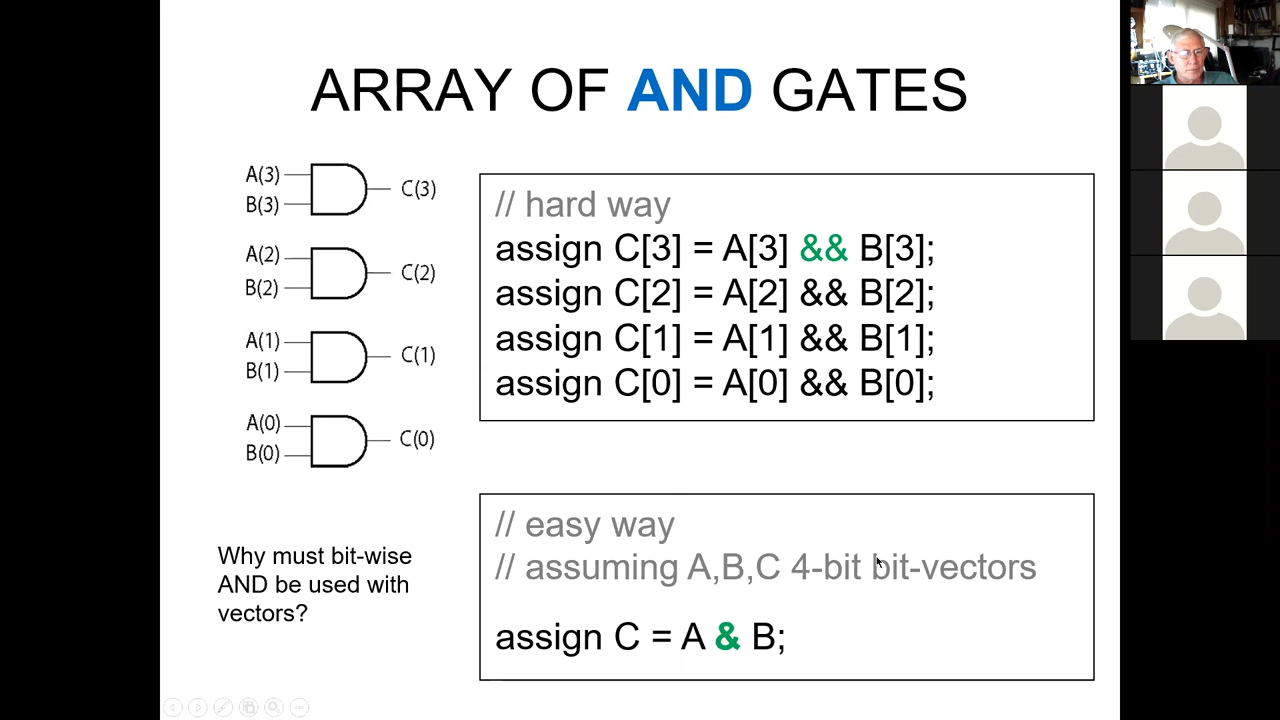 ARRAY OF AND GATES
A(3)
B(3)
C(3)
A(2)
B(2)
C(2)
A(1)
B(1)
C(1)
A(0)
B(0)
C(0)
// hard way
assign C[3] = A[3] && B[3];
assign C[2] = A[2] && B[2];
assign C[1] = A[1] && B[1];
assign C[0] = A[0] && B[0];
Why must bit-wise
AND be used with
vectors?
// easy way
// assuming A,B,C 4-bit bit-vectors
assign C = A & B;